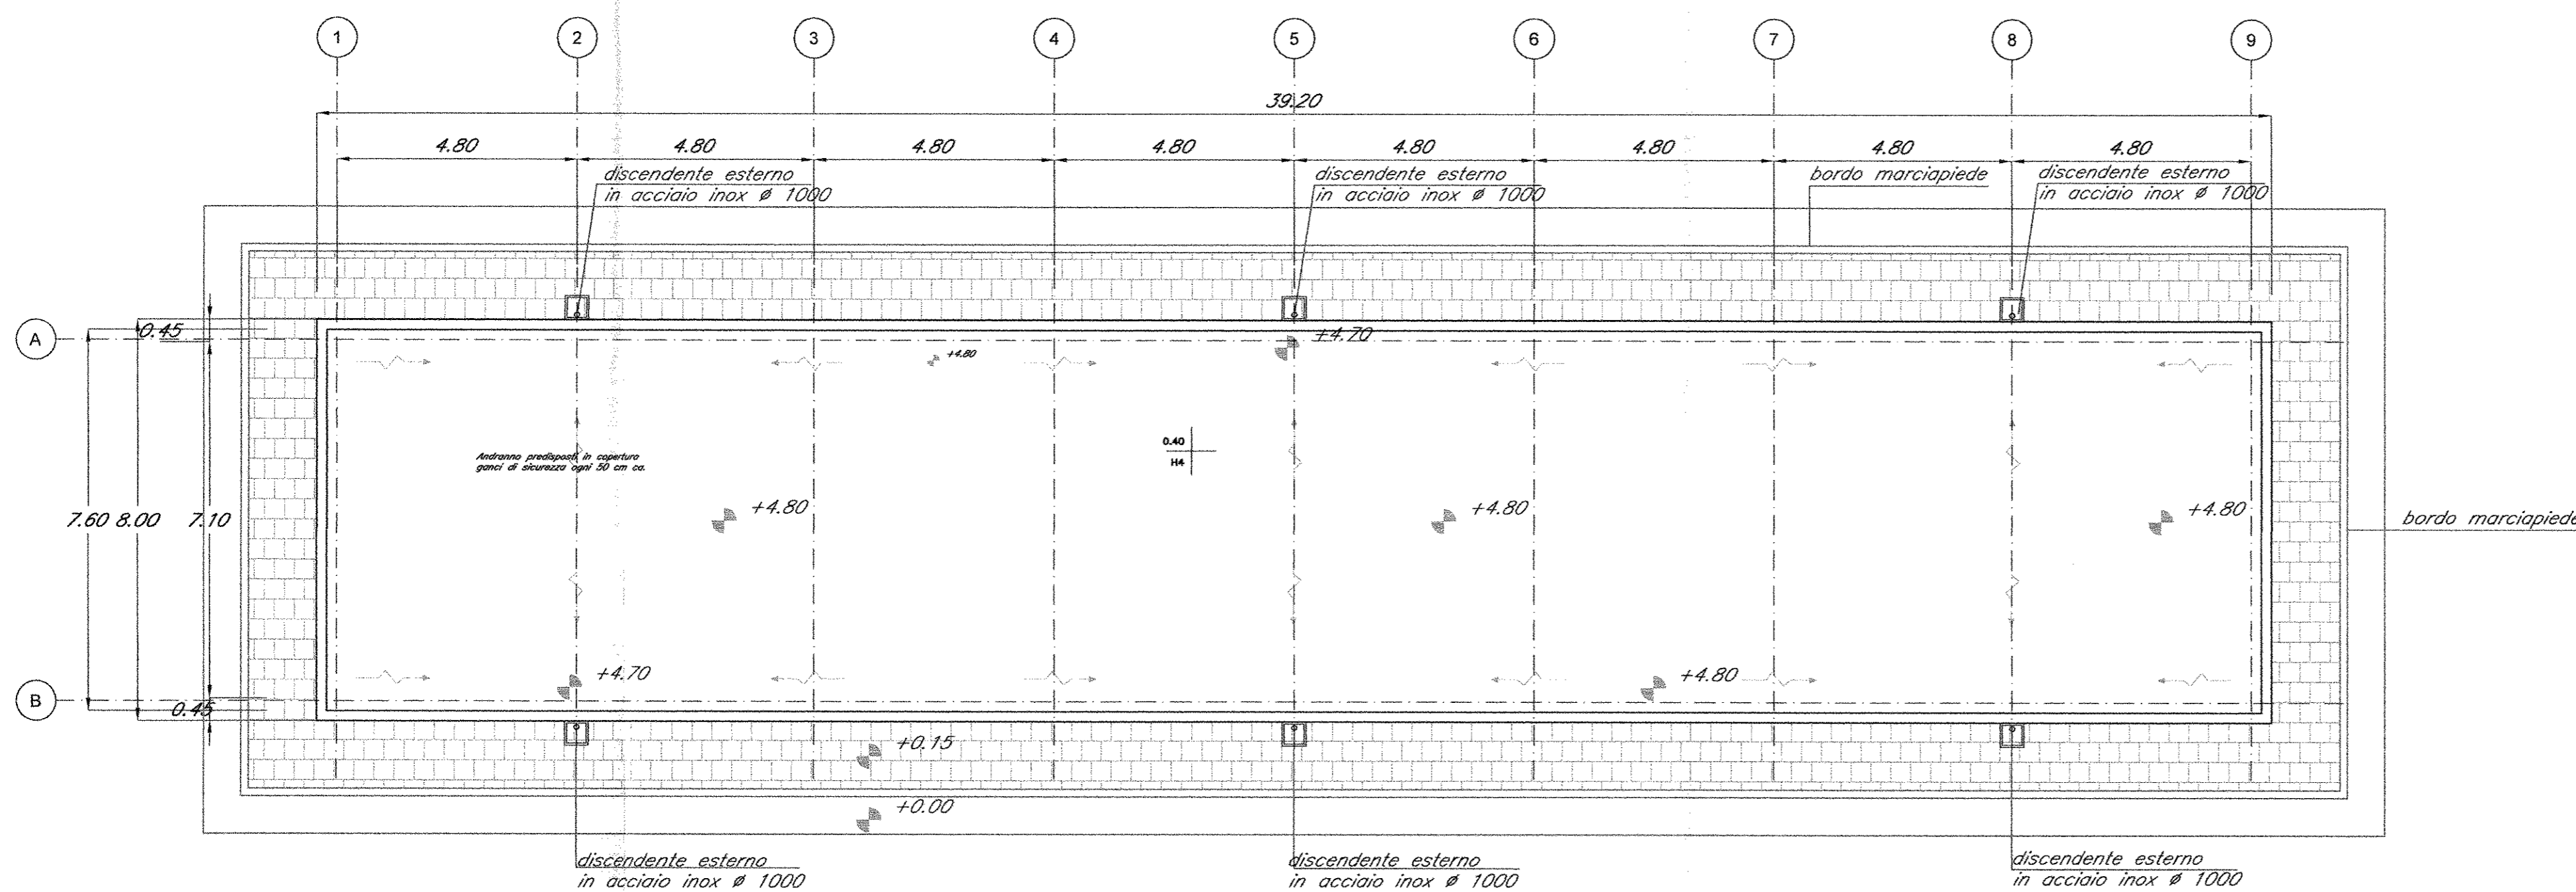 1 2 3 4 5 6 7 8 9
39.20
4.80 4.80 4.80 4.80 4.80 4.80 4.80 4.80
discendente esterno
in acciaio inox ø 1000
discendente esterno
in acciaio inox ø 1000
bordo marciapiede
discendente esterno
in acciaio inox ø 1000
A
0.45
+4.70
+4.80
0.40
H4
Andranno predisposti in copertura
ganci di sicurezza ogni 50 cm ca.
7.60 8.00 7.10
+4.80
+4.80
+4.80
bordo marciapiede
+4.70
+4.80
B
0.45
+0.15
+0.00
discendente esterno
in acciaio inox ø 1000
discendente esterno
in acciaio inox ø 1000
discendente esterno
in acciaio inox ø 1000